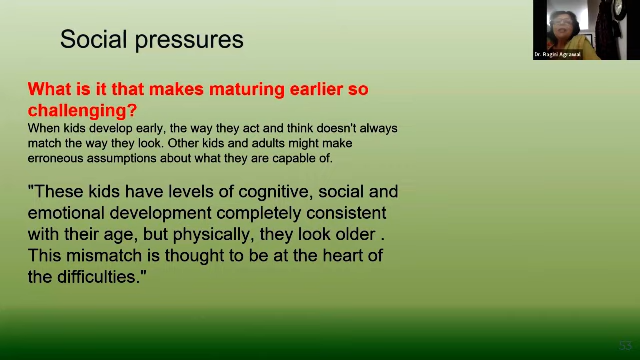 Social pressures
Dr. Ragini Agrawal
What is it that makes maturing earlier so
challenging?
When kids develop early, the way they act and think doesn't always
match the way they look. Other kids and adults might make
erroneous assumptions about what they are capable of.
"These kids have levels of cognitive, social and
emotional development completely consistent
with their age, but physically, they look older .
This mismatch is thought to be at the heart of
the difficulties."
53